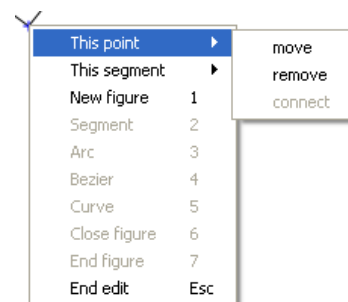 This point
This segment
New figure 1
Segment 2
Arc 3
Bezier 4
Curve 5
Close figure 6
End figure 7
End edit Esc
move
remove
connect